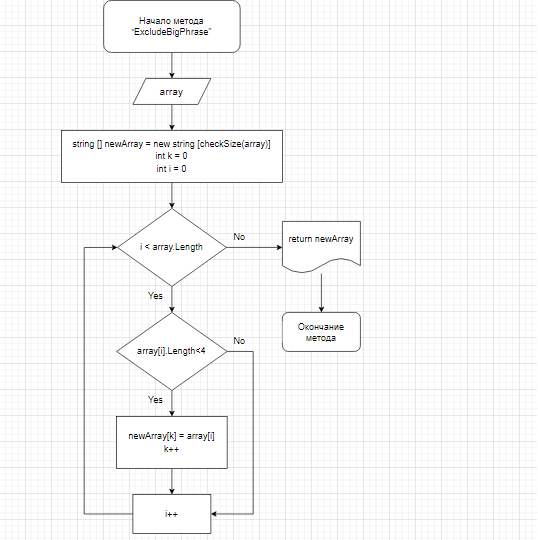 Начало метода
"ExcludeBigPhrase"
array
string [] newArray = new string [checkSize(array)]
int k = 0
int i = 0
i < array.Length
No
return newArray
Yes
Окончание
метода
array[i].Length<4
No
Yes
newArray[k] = array[i]
k++
i++